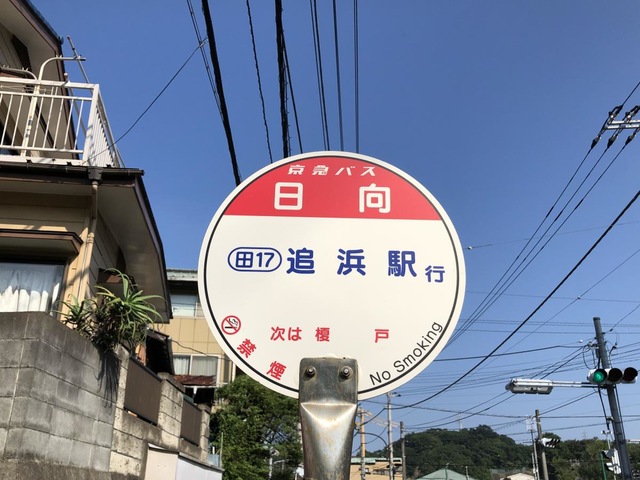 京急バス
日向
田17 追浜駅行
次は 榎戸
禁煙
No Smoking